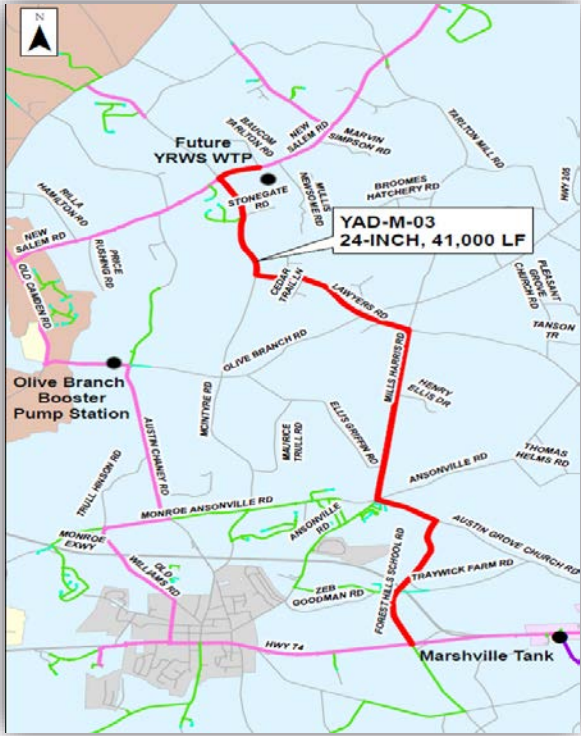 N
BAUCOM
TARLTON RD
NEW
SALEM RD
MARVIN
SIMPSON RD
TARLTON MILL RD
Future
YRWS WTP
HWY 205
RILLA
HAMILTON RD
STONEGATE
RD
MULLIS
NEWSOME RD
BROOMES
HATCHERY RD
NEW
SALEM RD
PRICE
RUSHING RD
YAD-M-03
24-INCH, 41,000 LF
OLD CAMDEN RD
CEDAR
TRAIL LN
LAWYERS RD
PLEASANT
GROVE
CHURCH RD
TANSON
TR
OLIVE BRANCH RD
MILLS HARRIS RD
Olive Branch
Booster
Pump Station
MCINTYRE RD
HENRY
ELLIS DR
AUSTIN CHANEY RD
MAURICE
TRULL RD
ELLIS GRIFFIN RD
THOMAS
HELMS RD
TRULL HINSON RD
ANSONVILLE RD
MONROE ANSONVILLE RD
ANSONVILLE
RD
MONROE
EXWY
AUSTIN GROVE CHURCH RD
OLD
WILLIAMS RD
FOREST HILLS SCHOOL RD
TRAYWICK FARM RD
ZEB
GOODMAN RD
HWY 74
Marshville Tank